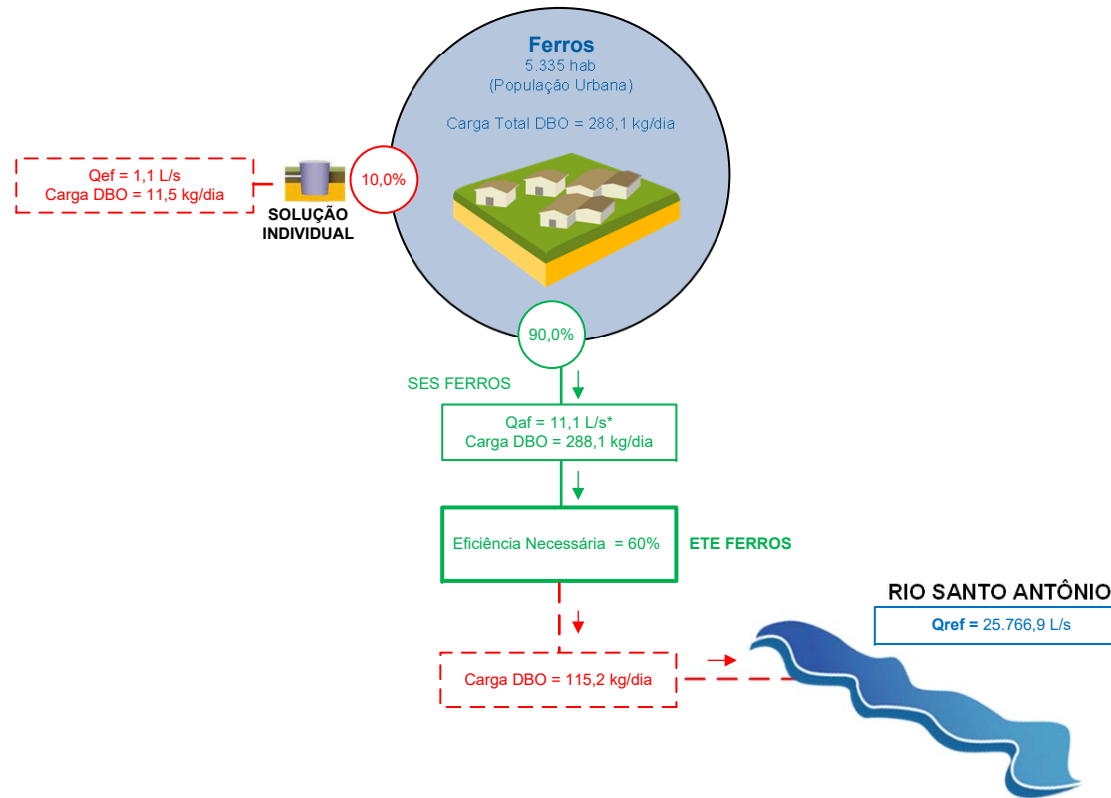 Ferros
5.335 hab
(População Urbana)
Carga Total DBO = 288,1 kg/dia
Qef = 1,1 L/s
Carga DBO = 11,5 kg/dia
SOLUÇÃO
INDIVIDUAL
10,0%
90,0%
SES FERROS
Qaf = 11,1 L/s*
Carga DBO = 288,1 kg/dia
Eficiência Necessária = 60%
ETE FERROS
RIO SANTO ANTÔNIO
Qref = 25.766,9 L/s
Carga DBO = 115,2 kg/dia